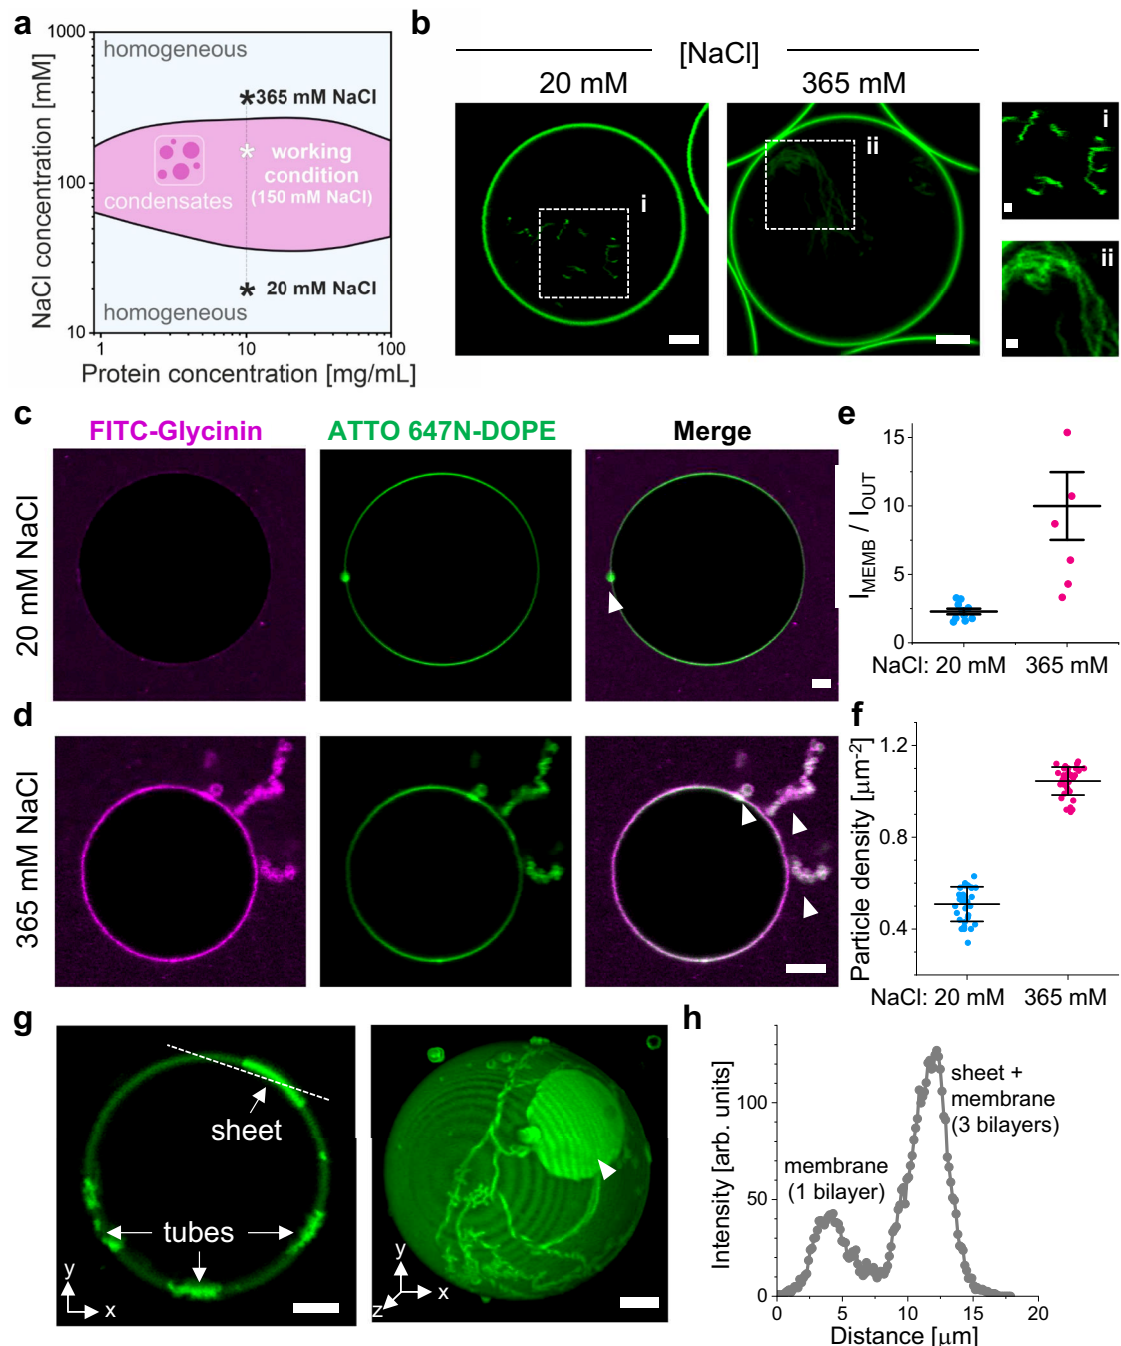 a
1000
homogeneous
365 mM NaCl
working
condition
(150 mM NaCl)
condensates
100
20 mM NaCl
homogeneous
10
1
10
100
NaCl concentration [mM]
Protein concentration [mg/mL]
b
[NaCl]
20 mM
365 mM
i
ii
i
ii
c
FITC-Glycinin
ATTO 647N-DOPE
Merge
20 mM NaCl
d
365 mM NaCl
e
15
10
5
0
I_MEMB / I_OUT
NaCl: 20 mM
365 mM
f
1.2
0.8
0.4
Particle density [µm⁻²]
NaCl: 20 mM
365 mM
g
sheet
tubes
y
x
y
x
z
h
100
50
0
Intensity [arb. units]
membrane
(1 bilayer)
sheet +
membrane
(3 bilayers)
0
5
10
15
20
Distance [µm]